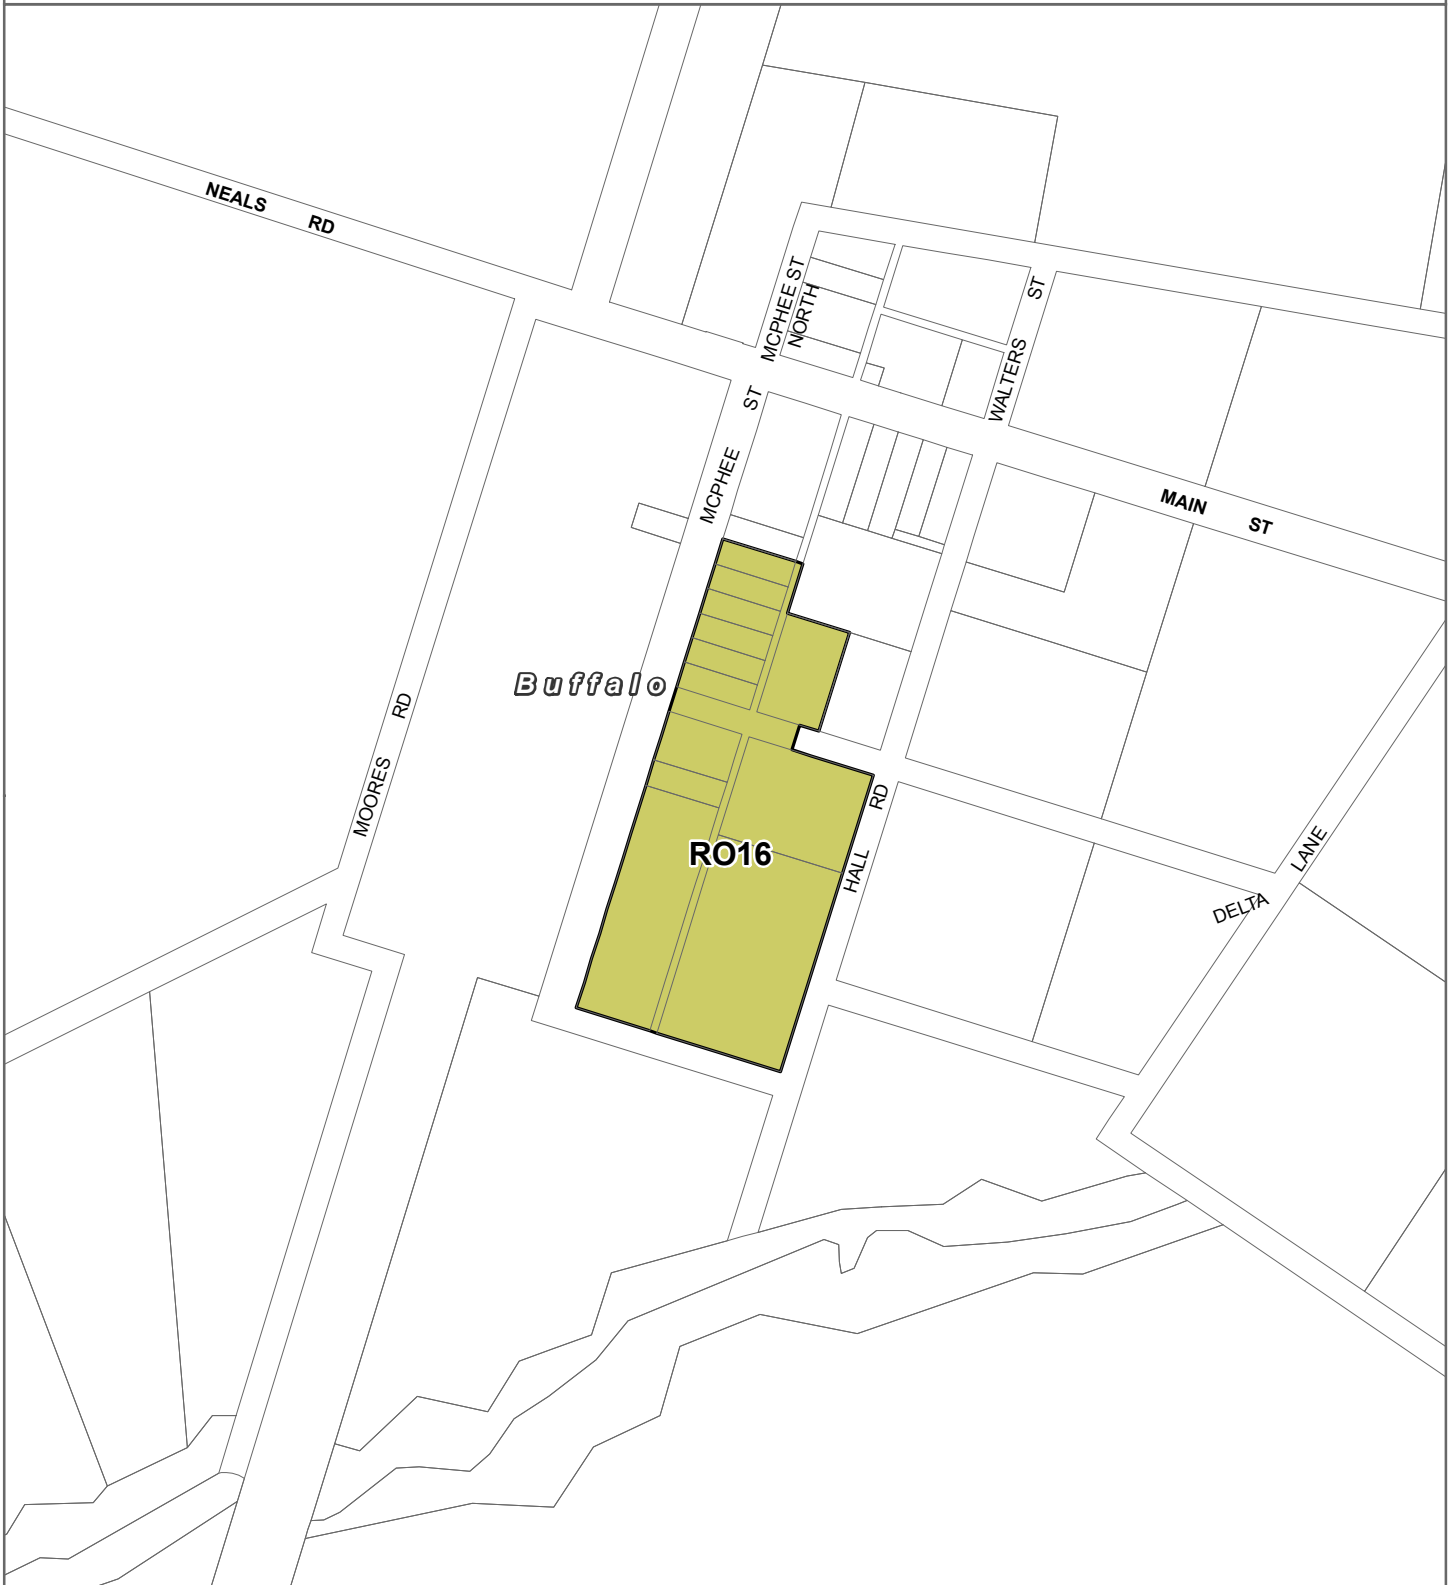 NEALS RD
MCPHEE ST
NORTH
ST
WALTERS
ST
MCPHEE
MAIN ST
Buffalo
RD
MOORES
RD
HALL
RO16
LANE
DELTA